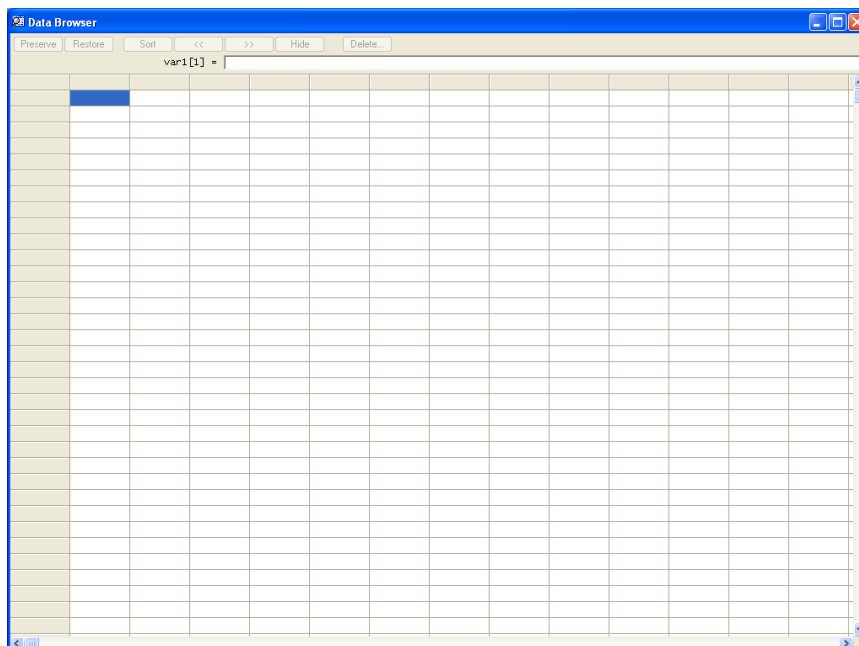 Data Browser
Preserve Restore Sort << >> Hide Delete...
var1[1] =